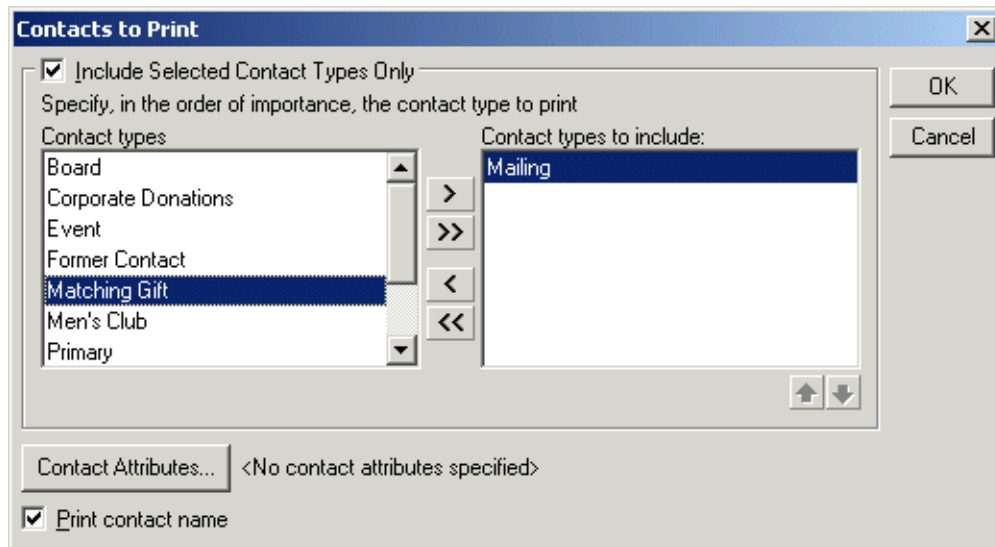 Contacts to Print
Include Selected Contact Types Only
OK
Specify, in the order of importance, the contact type to print
Cancel
Contact types
Contact types to include:
Board
Mailing
Corporate Donations
>
Event
>>
Former Contact
Matching Gift
<
Men's Club
<<
Primary
Contact Attributes...
<No contact attributes specified>
Print contact name